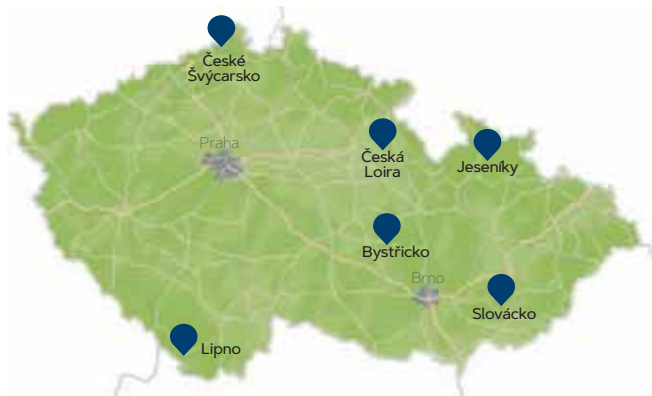 České
Švýcarsko
Praha
Česká
Loira
Jeseníky
Bystřicko
Brno
Slovácko
Lipno